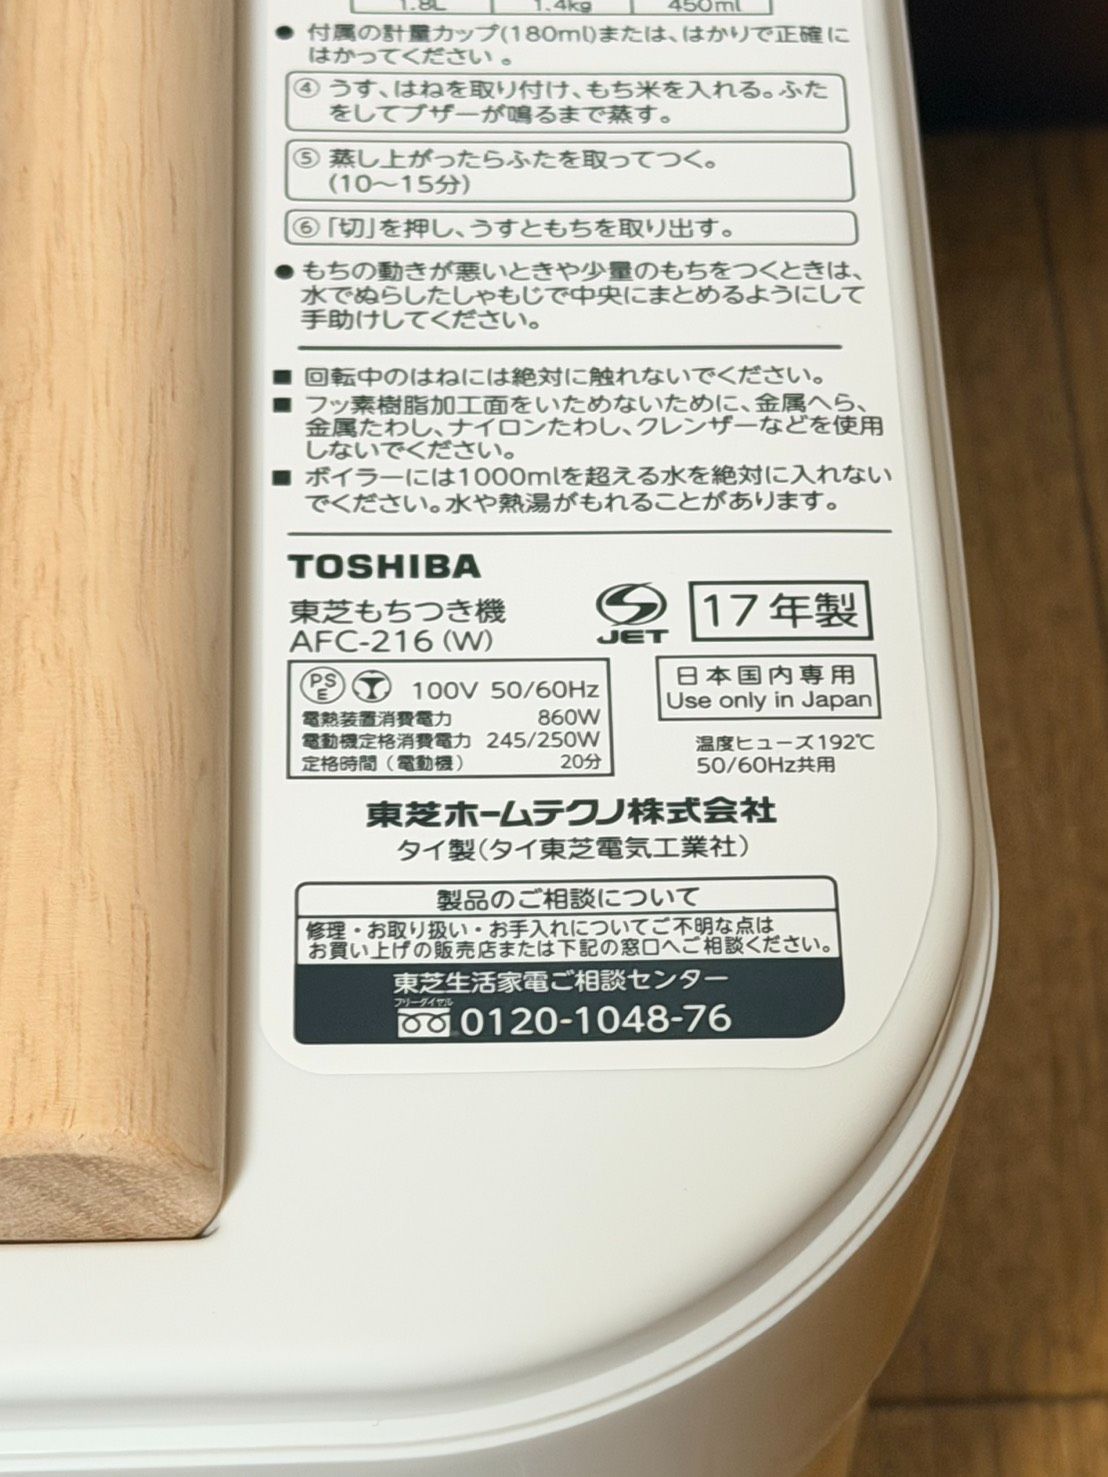 1.8L 1.4kg 450ml
● 付属の計量カップ(180ml)または、はかりで正確に
はかってください。
④ うす、はねを取り付け、もち米を入れる。ふた
をしてブザーが鳴るまで蒸す。
⑤ 蒸し上がったらふたを取ってつく。
(10〜15分)
⑥ 「切」を押し、うすともちを取り出す。
● もちの動きが悪いときや少量のもちをつくときは、
水でぬらしたしゃもじで中央にまとめるようにして
手助けしてください。
■ 回転中のはねには絶対に触れないでください。
■ フッ素樹脂加工面をいためないために、金属へら、
金属たわし、ナイロンたわし、クレンザーなどを使用
しないでください。
■ ボイラーには1000mlを超える水を絶対に入れない
でください。水や熱湯がもれることがあります。
TOSHIBA
東芝もちつき機
AFC-216 (W)
JET
17年製
PSE 100V 50/60Hz
電熱装置消費電力 860W
電動機定格消費電力 245/250W
定格時間(電動機) 20分
日本国内専用
Use only in Japan
温度ヒューズ192℃
50/60Hz共用
東芝ホームテクノ株式会社
タイ製(タイ東芝電気工業社)
製品のご相談について
修理・お取り扱い・お手入れについてご不明な点は
お買い上げの販売店または下記の窓口へご相談ください。
東芝生活家電ご相談センター
フリーダイヤル
0120-1048-76